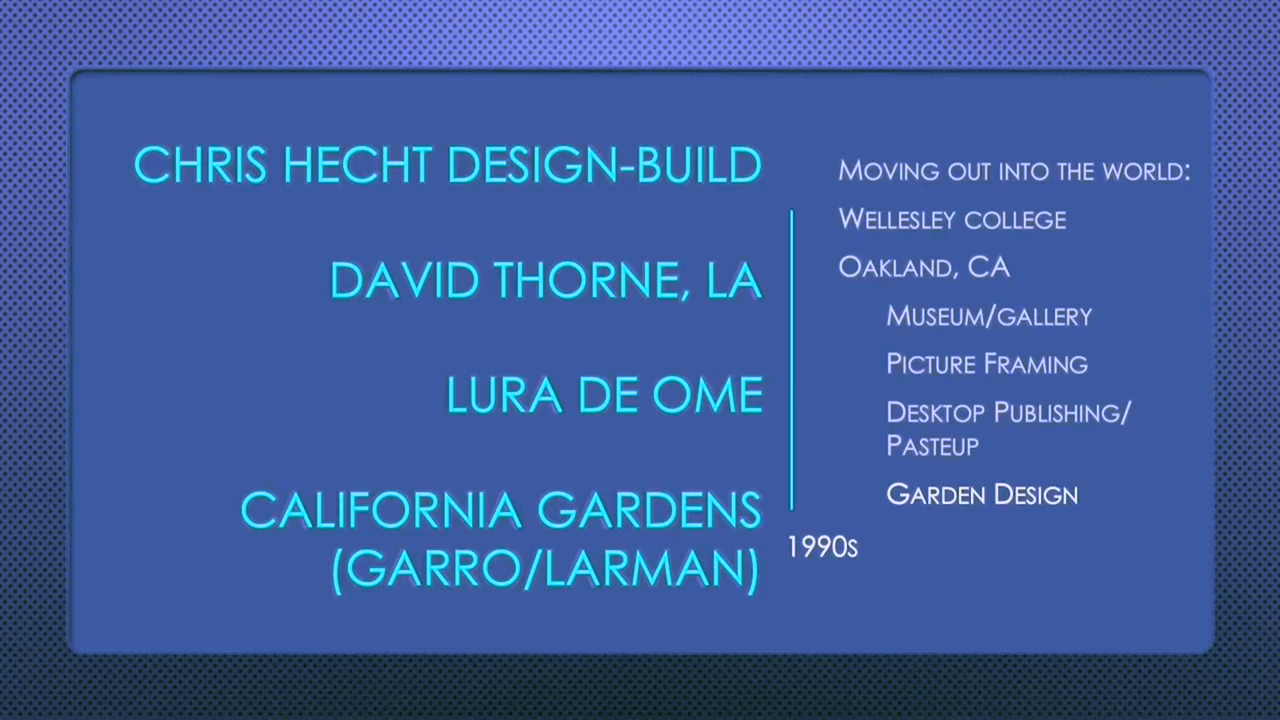 CHRIS HECHT DESIGN-BUILD
DAVID THORNE, LA
LURA DE OME
CALIFORNIA GARDENS
(GARRO/LARMAN)
MOVING OUT INTO THE WORLD:
WELLESLEY COLLEGE
OAKLAND, CA
MUSEUM/GALLERY
PICTURE FRAMING
DESKTOP PUBLISHING/
PASTEUP
GARDEN DESIGN
1990S